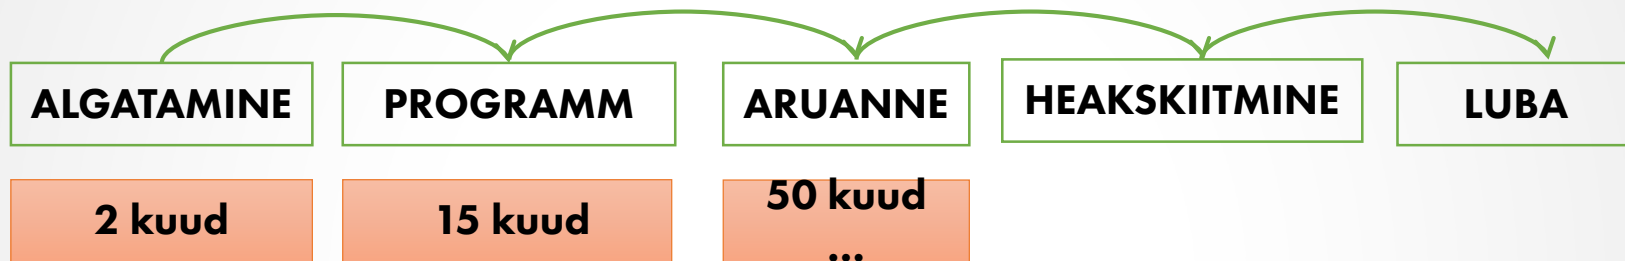 ALGATAMINE
PROGRAMM
ARUANNE
HEAKSKIITMINE
LUBA
2 kuud
15 kuud
50 kuud
...